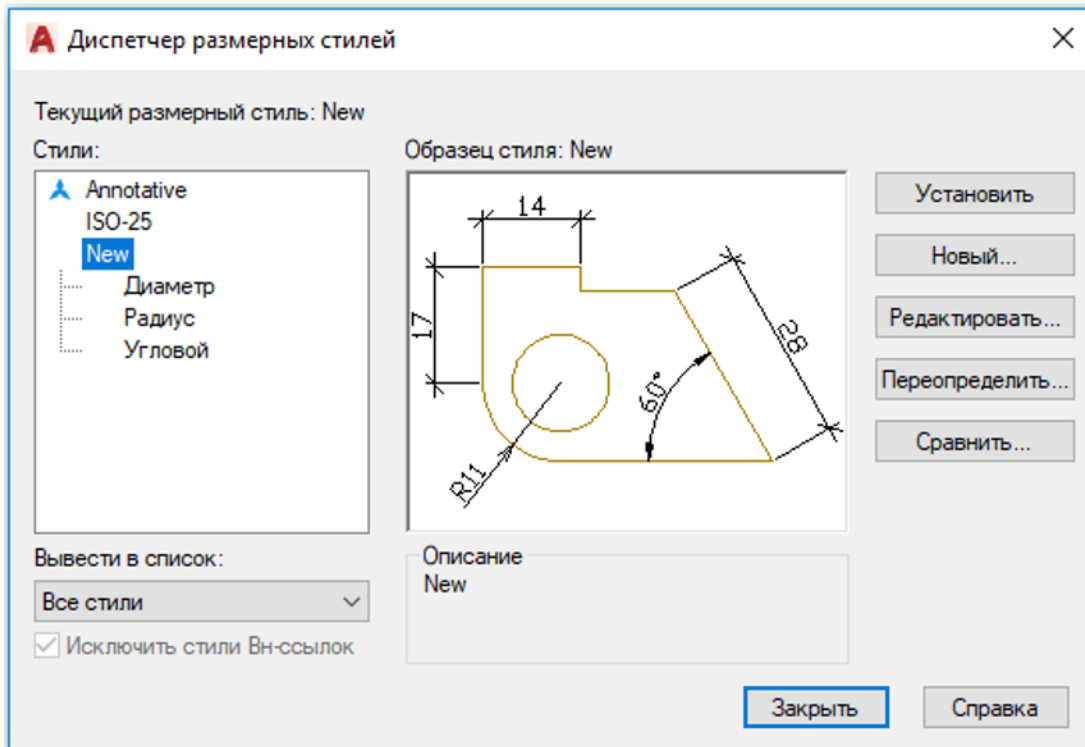 Диспетчер размерных стилей
Текущий размерный стиль: New
Стили:
Annotative
ISO-25
New
Диаметр
Радиус
Угловой
Образец стиля: New
14
17
28
60°
R11
Установить
Новый...
Редактировать...
Переопределить...
Сравнить...
Вывести в список:
Все стили
Исключить стили Вн-ссылок
Описание
New
Закрыть
Справка